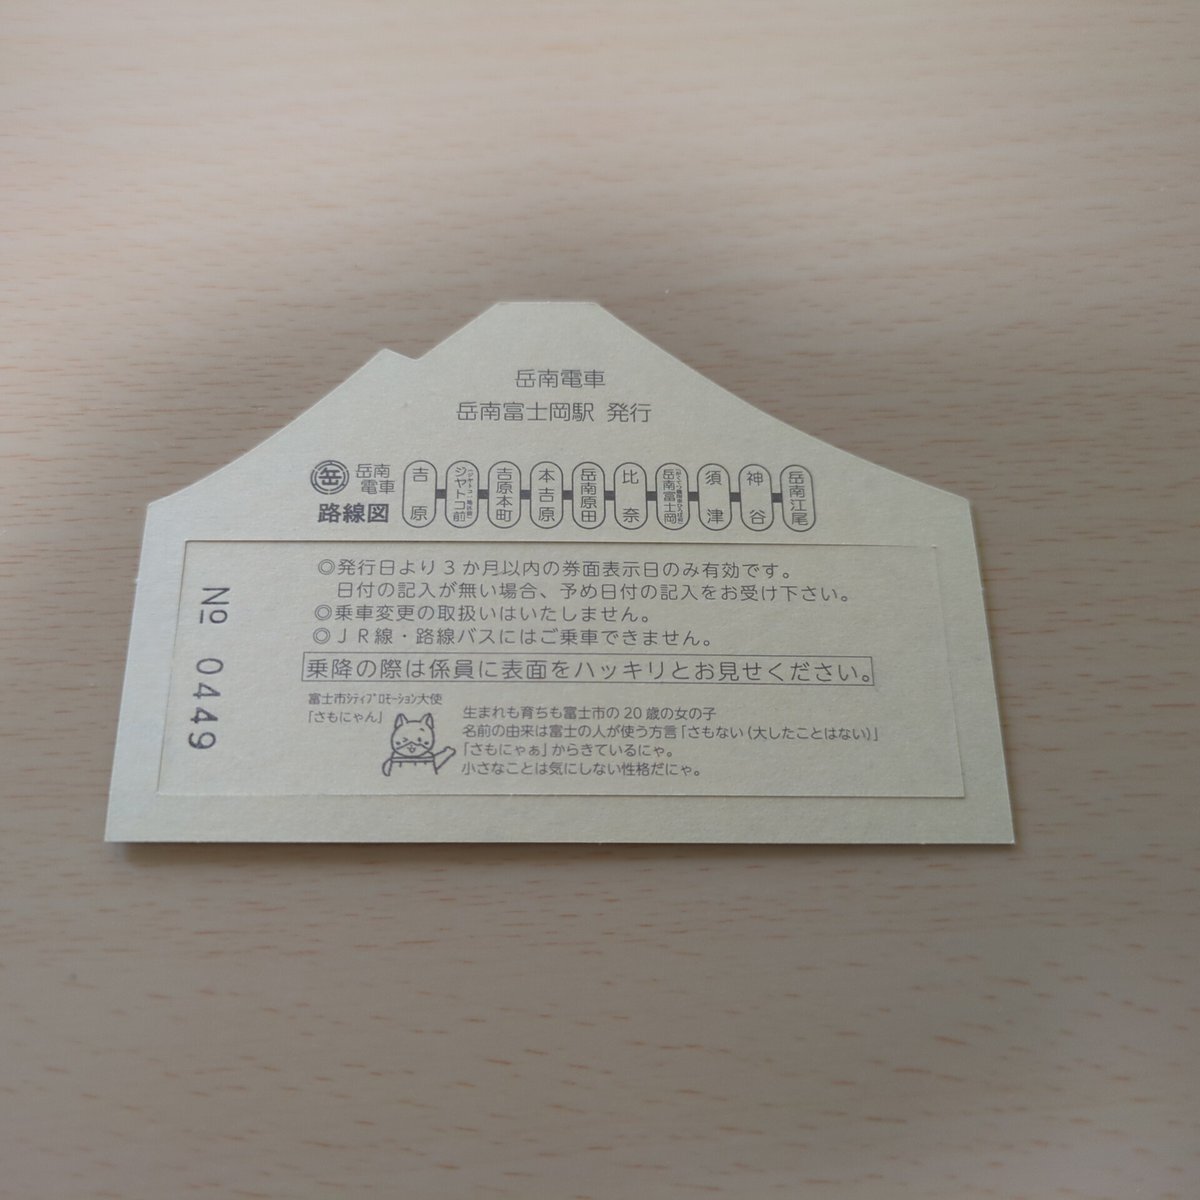 岳南電車
岳南富士岡駅 発行
岳 岳南電車 路線図
吉原
ジヤトコ前
吉原本町
本吉原
岳南原田
比奈
岳南富士岡
須津
神谷
岳南江尾
◎発行日より3か月以内の券面表示日のみ有効です。
日付の記入が無い場合、予め日付の記入をお受け下さい。
◎乗車変更の取扱いはいたしません。
◎JR線・路線バスにはご乗車できません。
乗降の際は係員に表面をハッキリとお見せください。
富士市ｼﾃｨﾌﾟﾛﾓｰｼｮﾝ大使
「さもにゃん」
生まれも育ちも富士市の20歳の女の子
名前の由来は富士の人が使う方言「さもない(大したことはない)」
「さもにゃぁ」からきているにゃ。
小さなことは気にしない性格だにゃ。
№ 0449